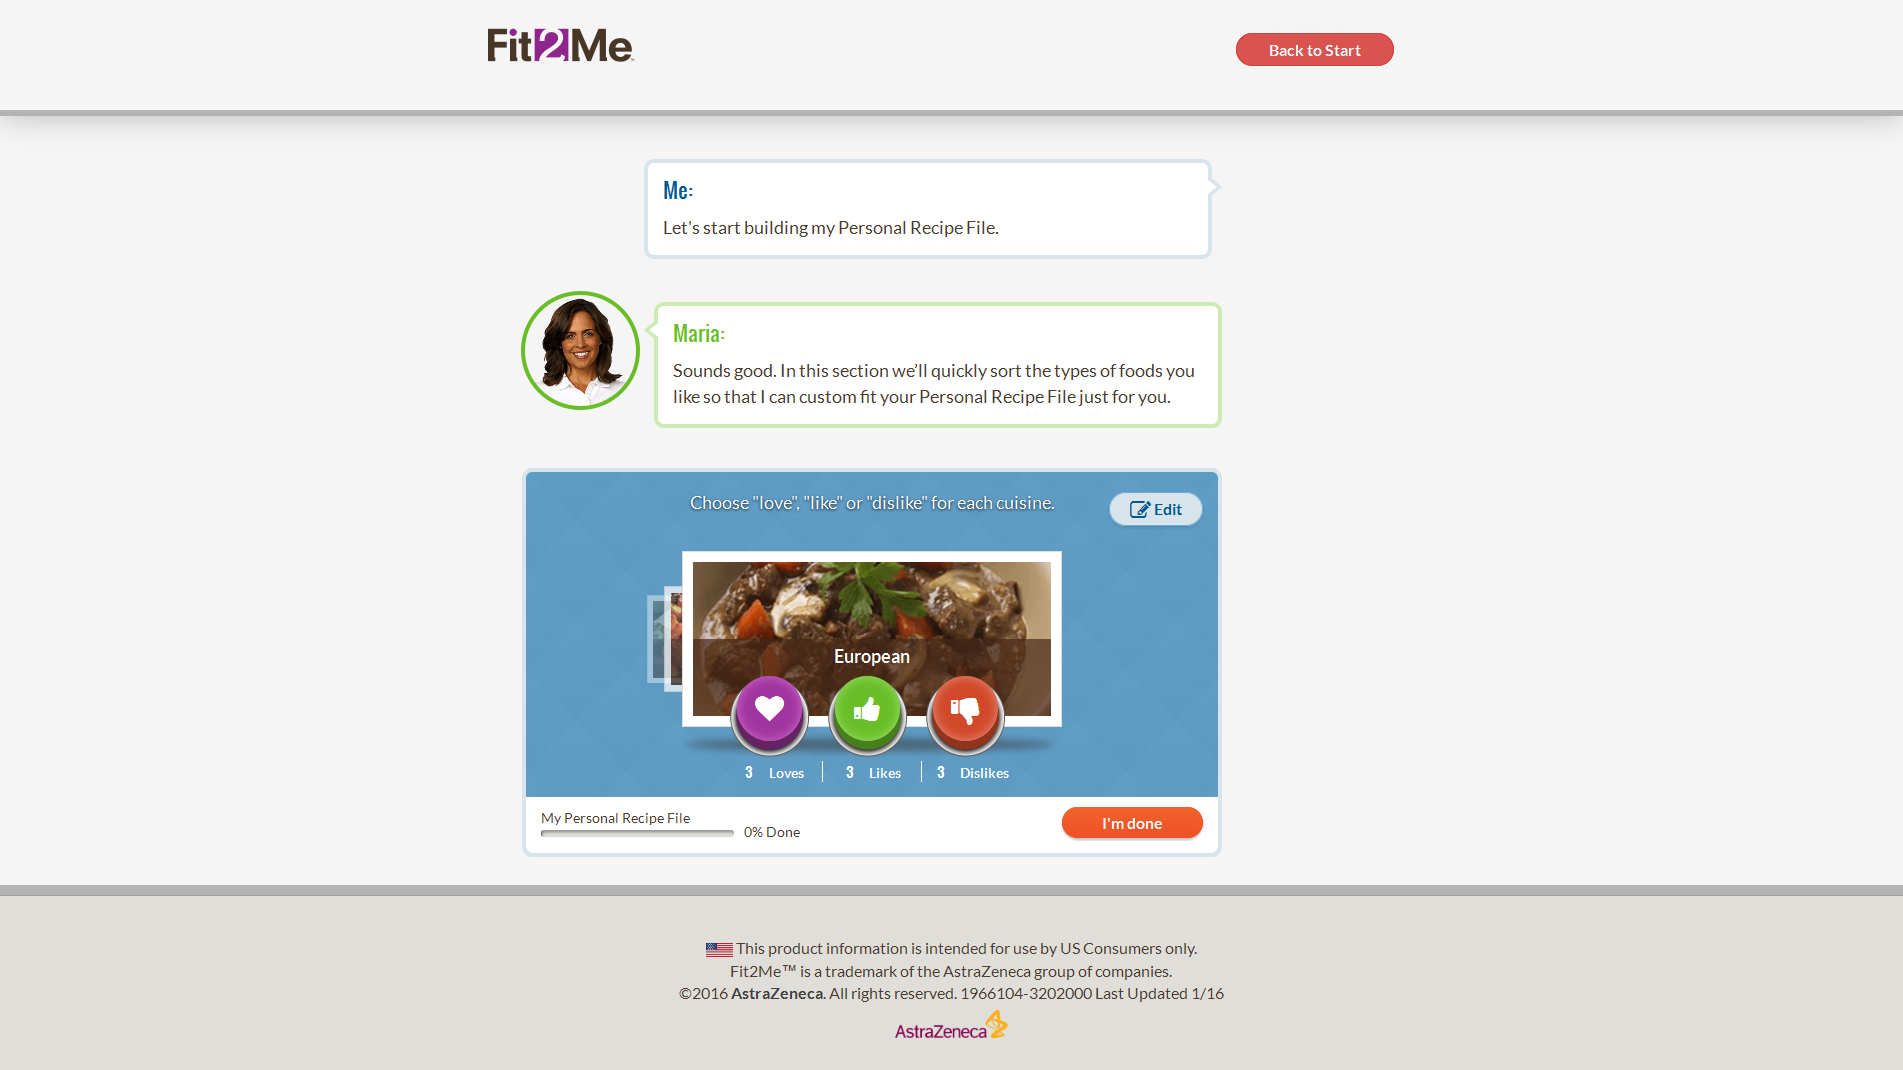 Fit2Me™
Back to Start
Me:
Let's start building my Personal Recipe File.
Maria:
Sounds good. In this section we’ll quickly sort the types of foods you
like so that I can custom fit your Personal Recipe File just for you.
Choose "love", "like" or "dislike" for each cuisine.
Edit
European
3 Loves
3 Likes
3 Dislikes
My Personal Recipe File
0% Done
I'm done
This product information is intended for use by US Consumers only.
Fit2Me™ is a trademark of the AstraZeneca group of companies.
©2016 AstraZeneca. All rights reserved. 1966104-3202000 Last Updated 1/16
AstraZeneca